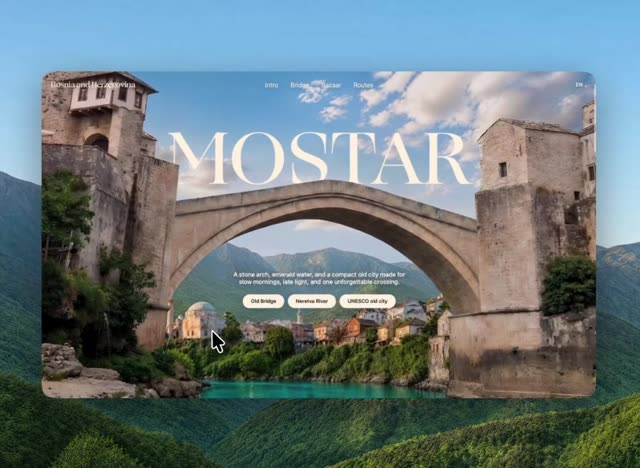 Bosnia and Herzegovina
Intro Bridge Bazaar Routes
EN
MOSTAR
A stone arch, emerald water, and a compact old city made for
slow mornings, late light, and one unforgettable crossing.
Old Bridge Neretva River UNESCO old city